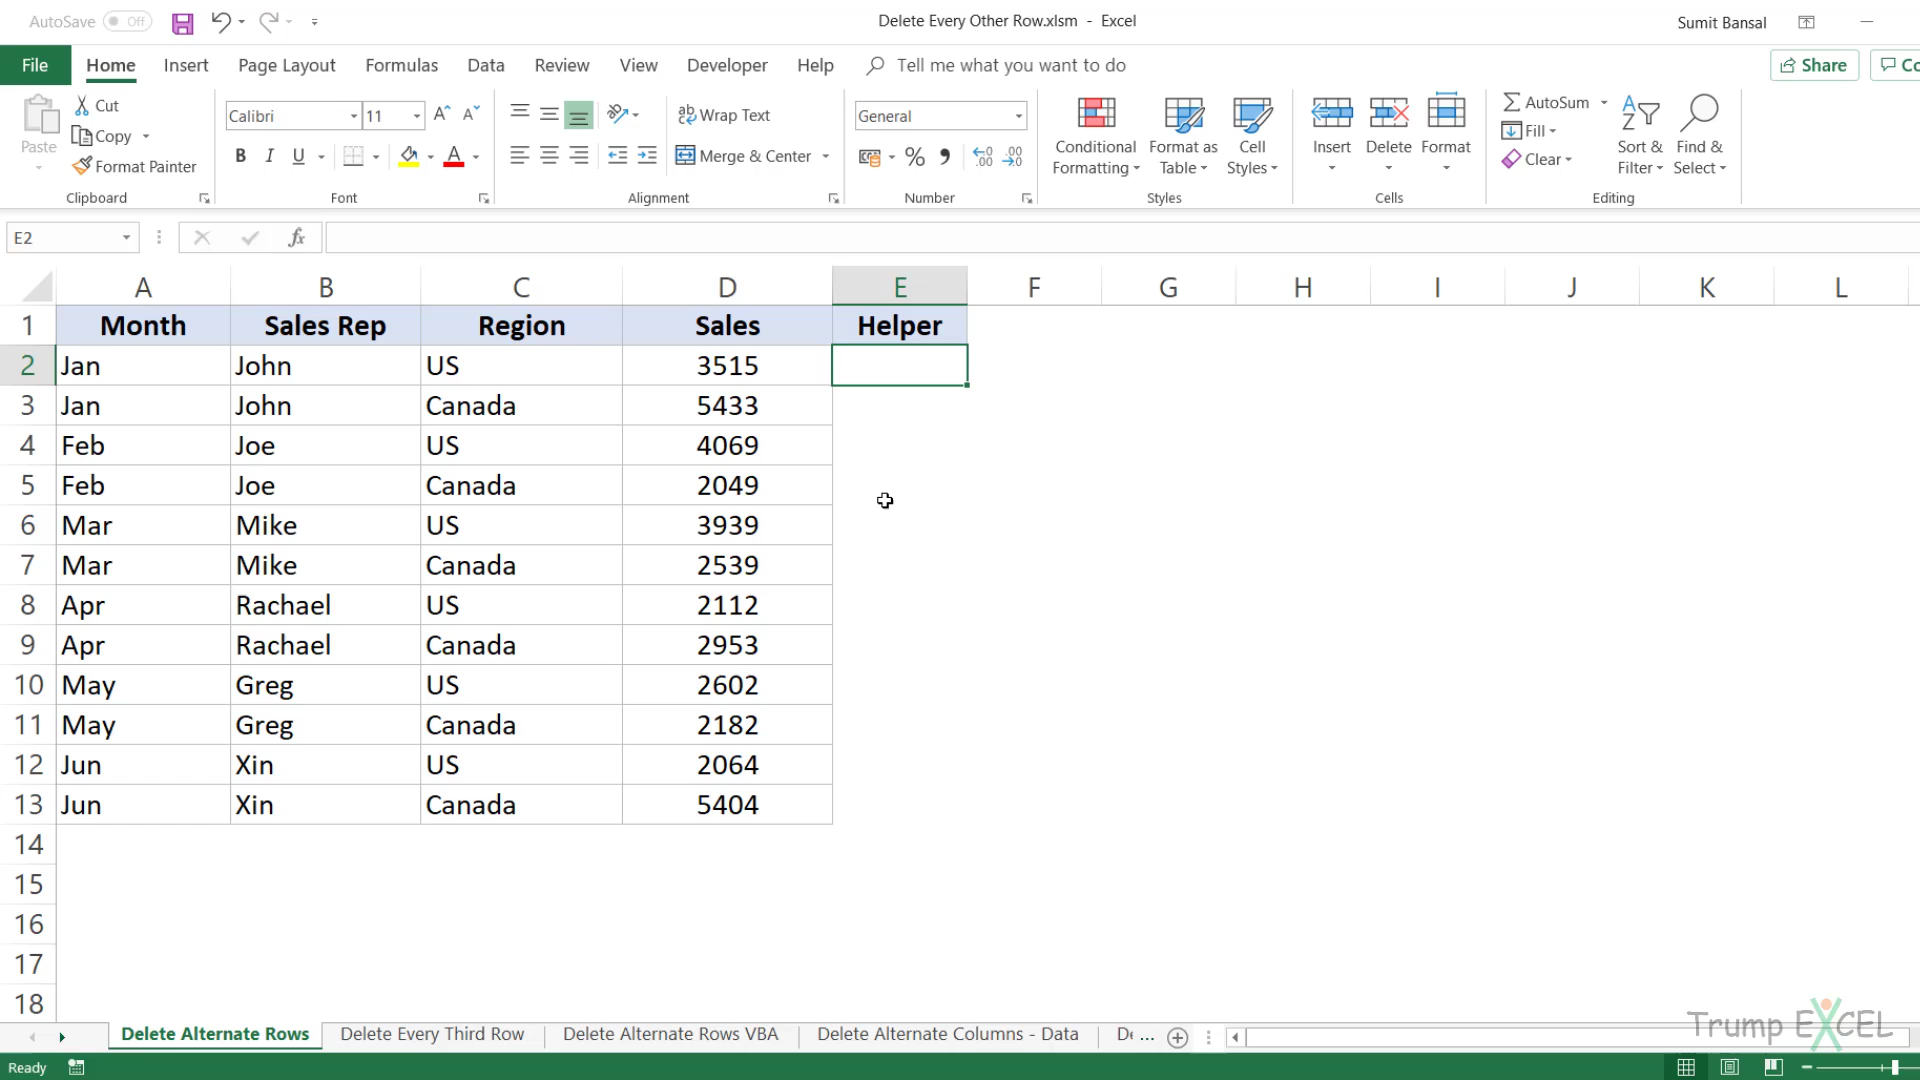 AutoSave Off Delete Every Other Row.xlsm - Excel Sumit Bansal
File Home Insert Page Layout Formulas Data Review View Developer Help Tell me what you want to do Share Co
Paste
Cut
Copy
Format Painter
Clipboard
Calibri 11
B I U
Font
Wrap Text
Merge & Center
Alignment
General
Number
Conditional
Formatting
Format as
Table
Cell
Styles
Styles
Insert Delete Format
Cells
AutoSum
Fill
Clear
Sort &
Filter
Find &
Select
Editing
E2 fx
A B C D E F G H I J K L
1 Month Sales Rep Region Sales Helper
2 Jan John US 3515
3 Jan John Canada 5433
4 Feb Joe US 4069
5 Feb Joe Canada 2049
6 Mar Mike US 3939
7 Mar Mike Canada 2539
8 Apr Rachael US 2112
9 Apr Rachael Canada 2953
10 May Greg US 2602
11 May Greg Canada 2182
12 Jun Xin US 2064
13 Jun Xin Canada 5404
14
15
16
17
18
Delete Alternate Rows Delete Every Third Row Delete Alternate Rows VBA Delete Alternate Columns - Data De ...
Trump EXCEL
Ready